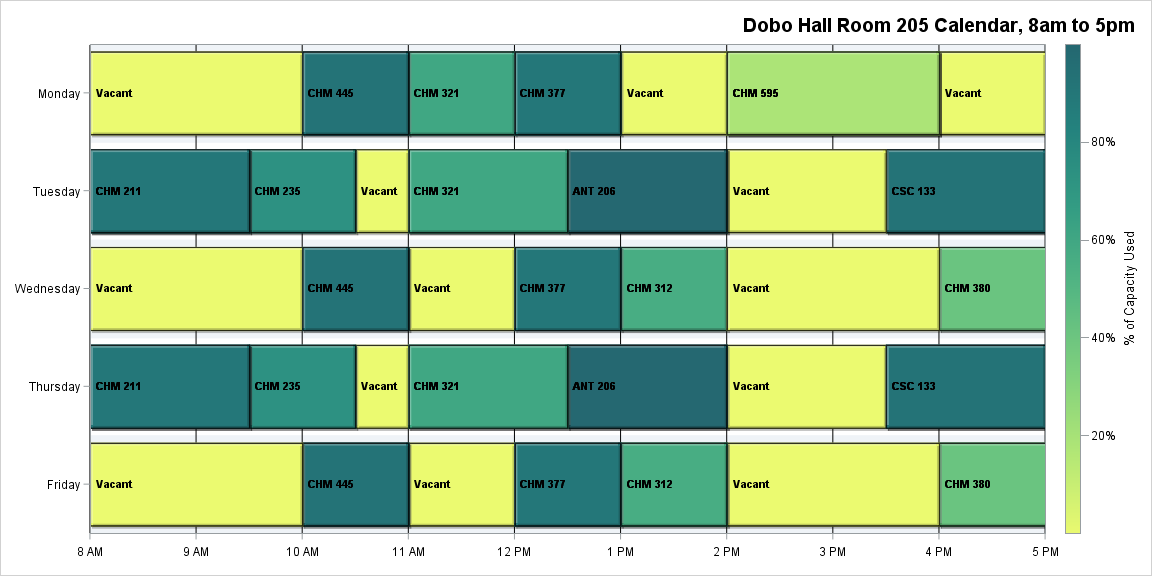 Dobo Hall Room 205 Calendar, 8am to 5pm
Monday
Vacant
CHM 445
CHM 321
CHM 377
Vacant
CHM 595
Vacant
Tuesday
CHM 211
CHM 235
Vacant
CHM 321
ANT 206
Vacant
CSC 133
Wednesday
Vacant
CHM 445
Vacant
CHM 377
CHM 312
Vacant
CHM 380
Thursday
CHM 211
CHM 235
Vacant
CHM 321
ANT 206
Vacant
CSC 133
Friday
Vacant
CHM 445
Vacant
CHM 377
CHM 312
Vacant
CHM 380
8 AM
9 AM
10 AM
11 AM
12 PM
1 PM
2 PM
3 PM
4 PM
5 PM
80%
60%
40%
20%
% of Capacity Used